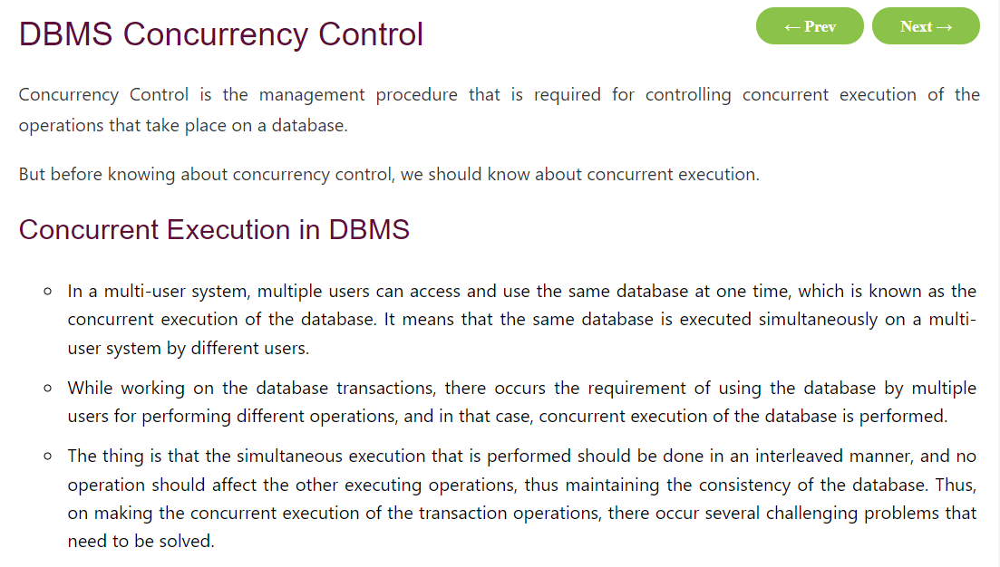 DBMS Concurrency Control
← Prev
Next →
Concurrency Control is the management procedure that is required for controlling concurrent execution of the
operations that take place on a database.
But before knowing about concurrency control, we should know about concurrent execution.
Concurrent Execution in DBMS
In a multi-user system, multiple users can access and use the same database at one time, which is known as the
concurrent execution of the database. It means that the same database is executed simultaneously on a multi-
user system by different users.
While working on the database transactions, there occurs the requirement of using the database by multiple
users for performing different operations, and in that case, concurrent execution of the database is performed.
The thing is that the simultaneous execution that is performed should be done in an interleaved manner, and no
operation should affect the other executing operations, thus maintaining the consistency of the database. Thus,
on making the concurrent execution of the transaction operations, there occur several challenging problems that
need to be solved.